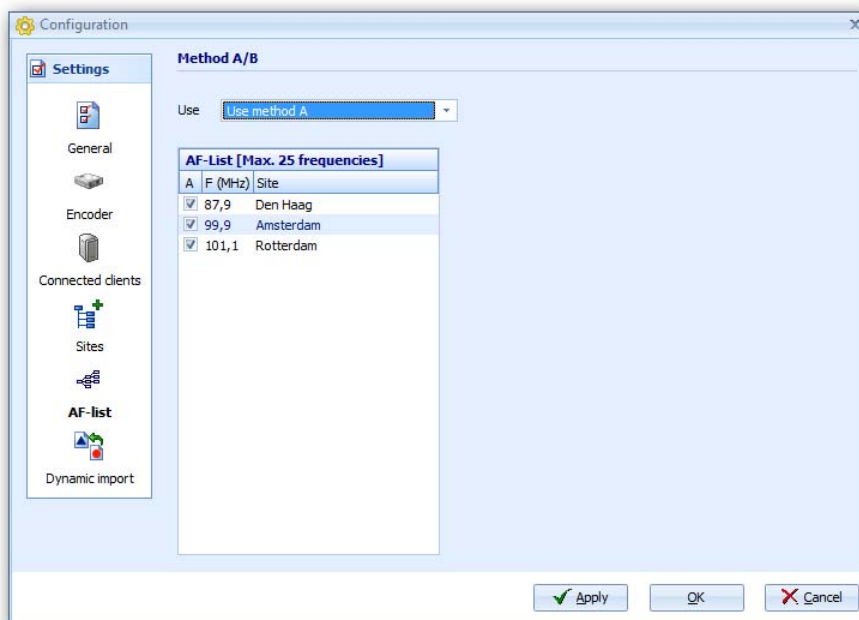 Configuration
Settings
General
Encoder
Connected clients
Sites
AF-list
Dynamic import
Method A/B
Use Use method A
AF-List [Max. 25 frequencies]
A F (MHz) Site
87,9 Den Haag
99,9 Amsterdam
101,1 Rotterdam
Apply OK Cancel